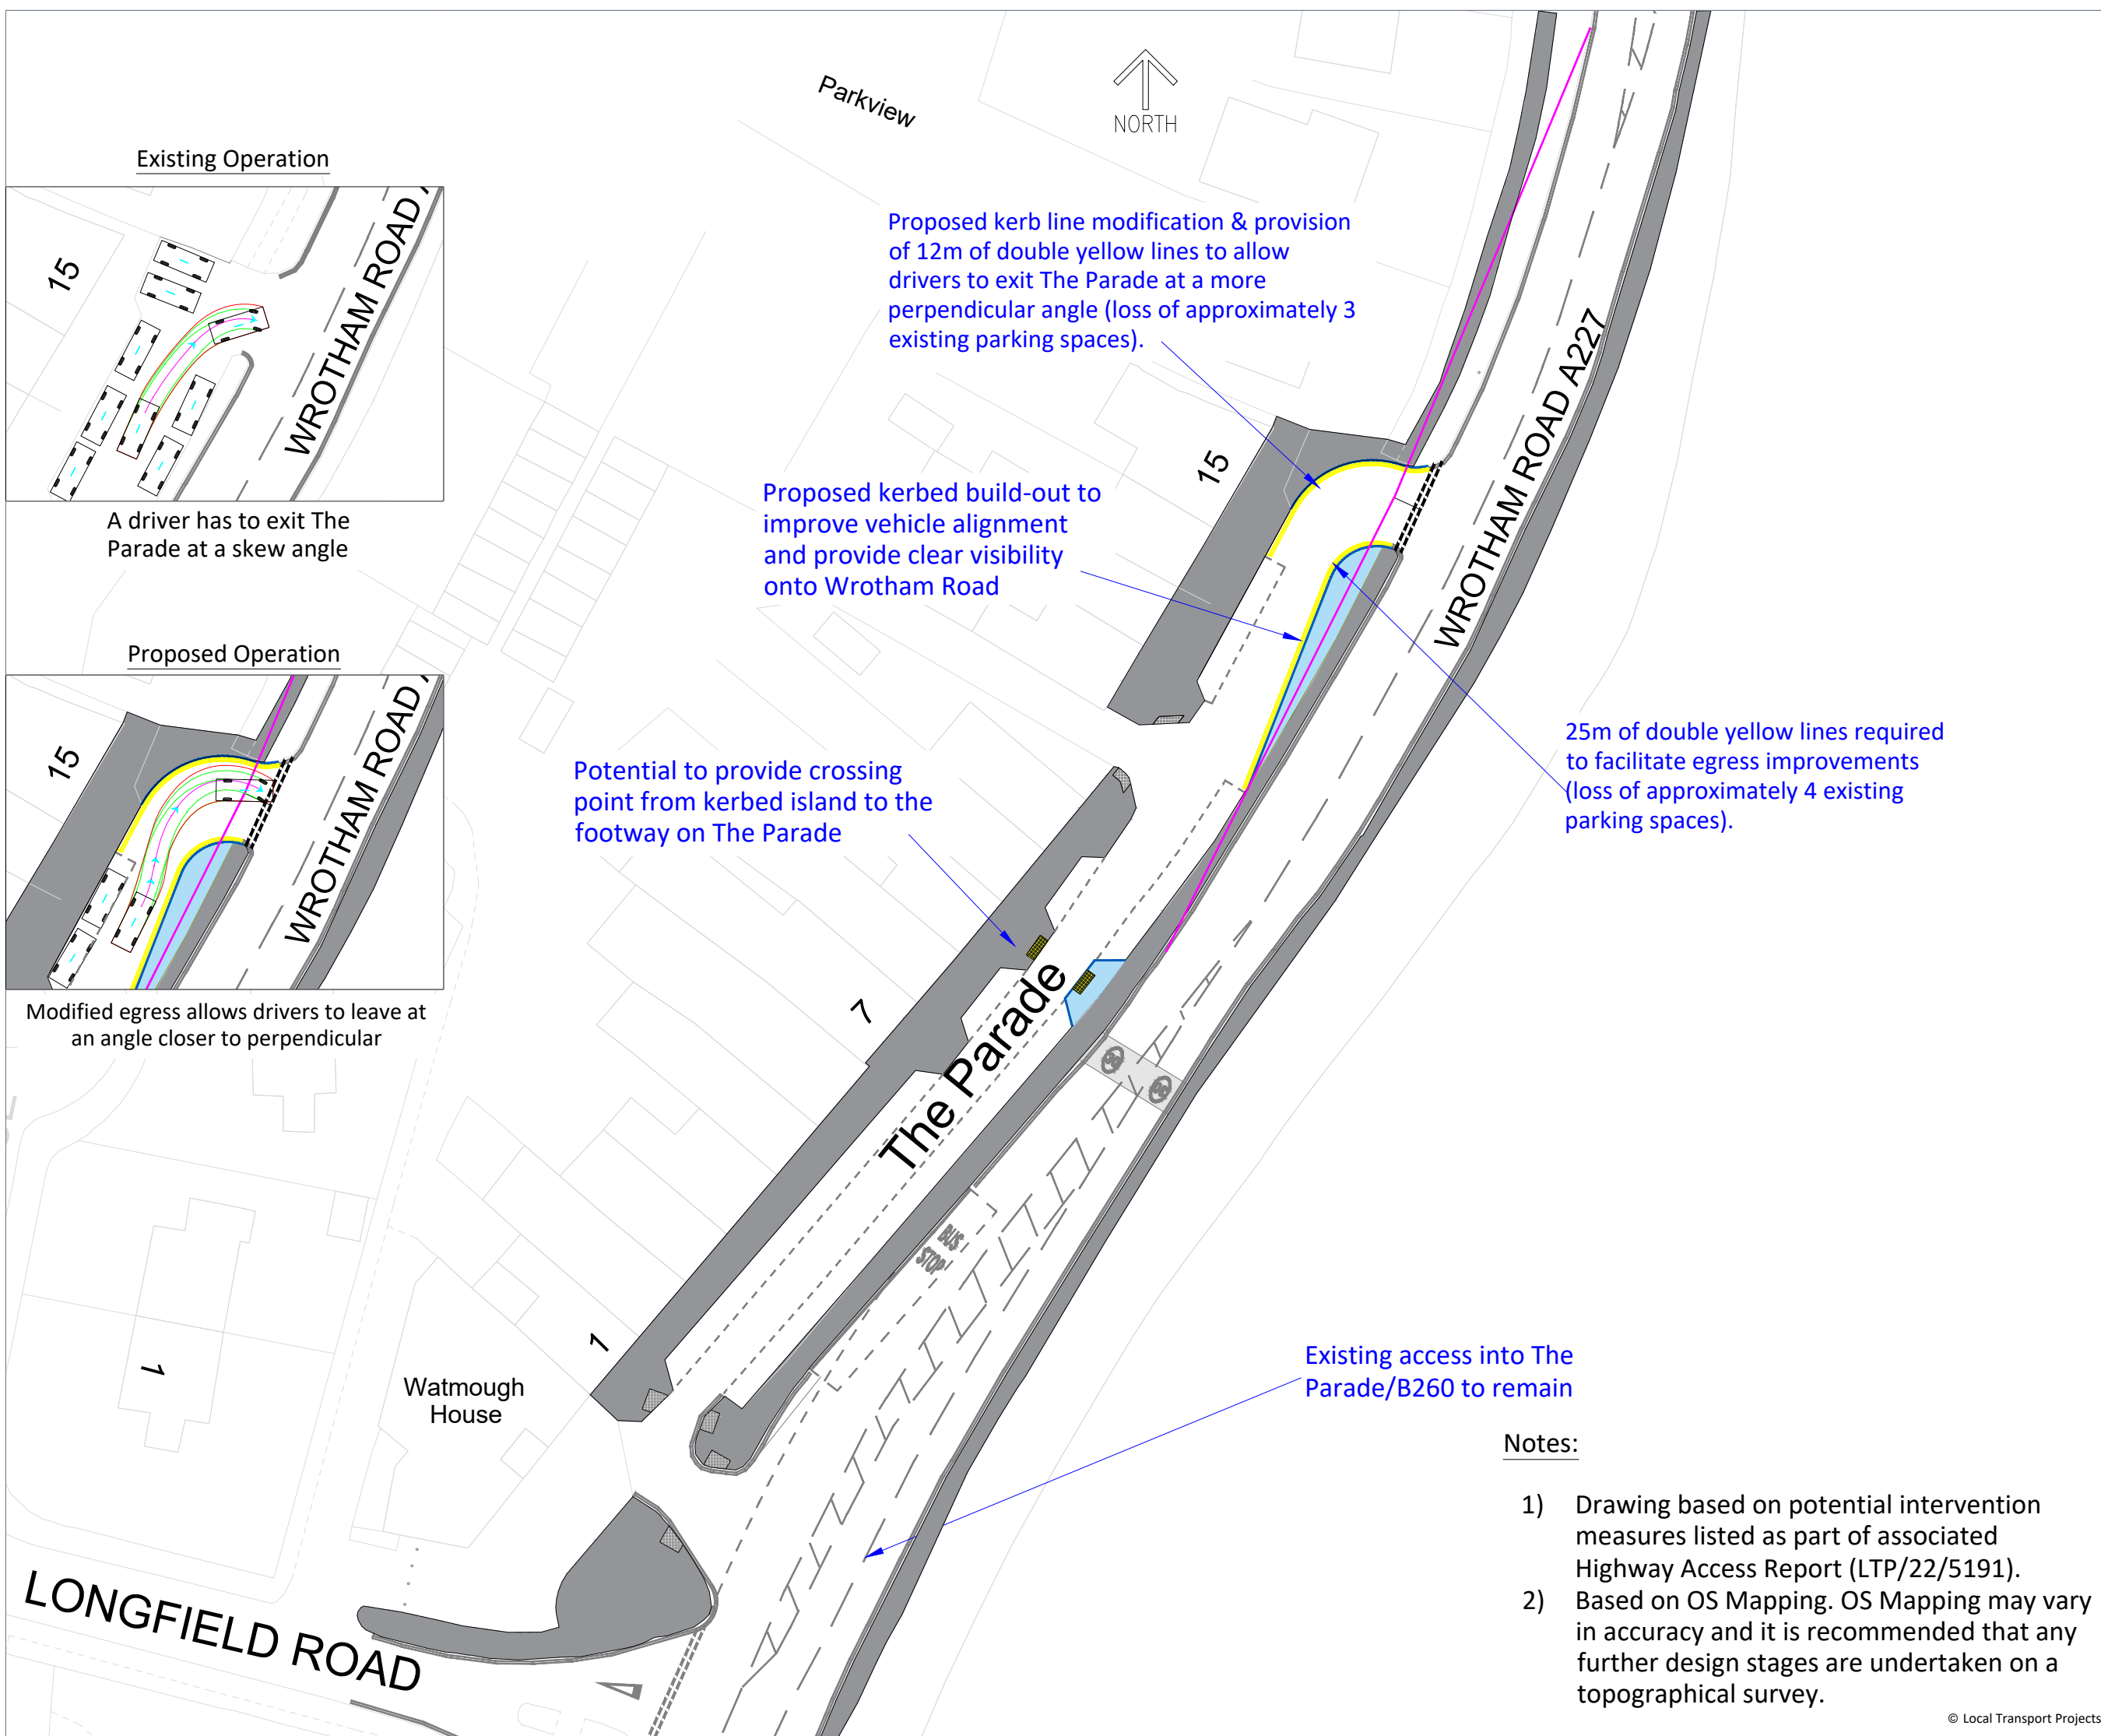 Parkview
NORTH
Existing Operation
15
WROTHAM ROAD
A driver has to exit The
Parade at a skew angle
Proposed kerb line modification & provision
of 12m of double yellow lines to allow
drivers to exit The Parade at a more
perpendicular angle (loss of approximately 3
existing parking spaces).
WROTHAM ROAD A227
15
Proposed kerbed build-out to
improve vehicle alignment
and provide clear visibility
onto Wrotham Road
Proposed Operation
15
WROTHAM ROAD
Modified egress allows drivers to leave at
an angle closer to perpendicular
25m of double yellow lines required
to facilitate egress improvements
(loss of approximately 4 existing
parking spaces).
Potential to provide crossing
point from kerbed island to the
footway on The Parade
7
The Parade
BUS
STOP
1
1
Watmough
House
Existing access into The
Parade/B260 to remain
LONGFIELD ROAD
Notes:
1) Drawing based on potential intervention
measures listed as part of associated
Highway Access Report (LTP/22/5191).
2) Based on OS Mapping. OS Mapping may vary
in accuracy and it is recommended that any
further design stages are undertaken on a
topographical survey.
© Local Transport Projects